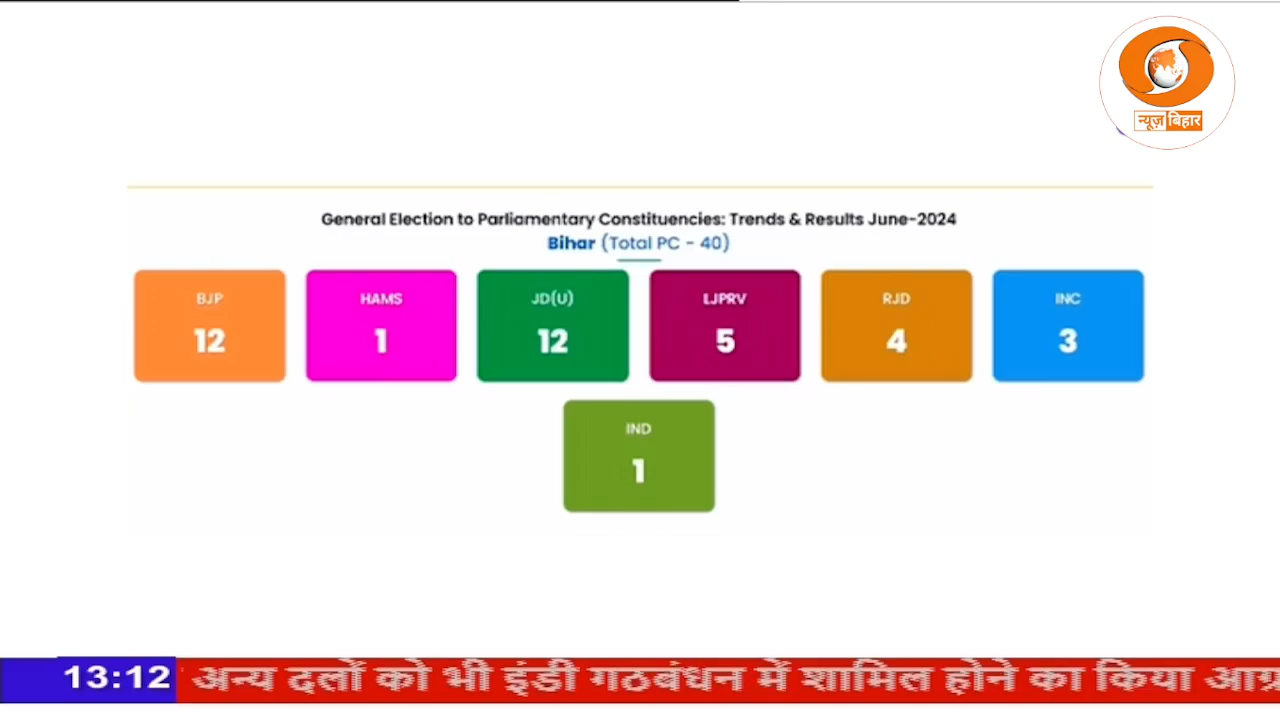 न्यूज़ बिहार
General Election to Parliamentary Constituencies: Trends & Results June-2024
Bihar (Total PC - 40)
BJP
12
HAMS
1
JD(U)
12
LJPRV
5
RJD
4
INC
3
IND
1
13:12
अन्य दलों को भी इंडी गठबंधन में शामिल होने का किया